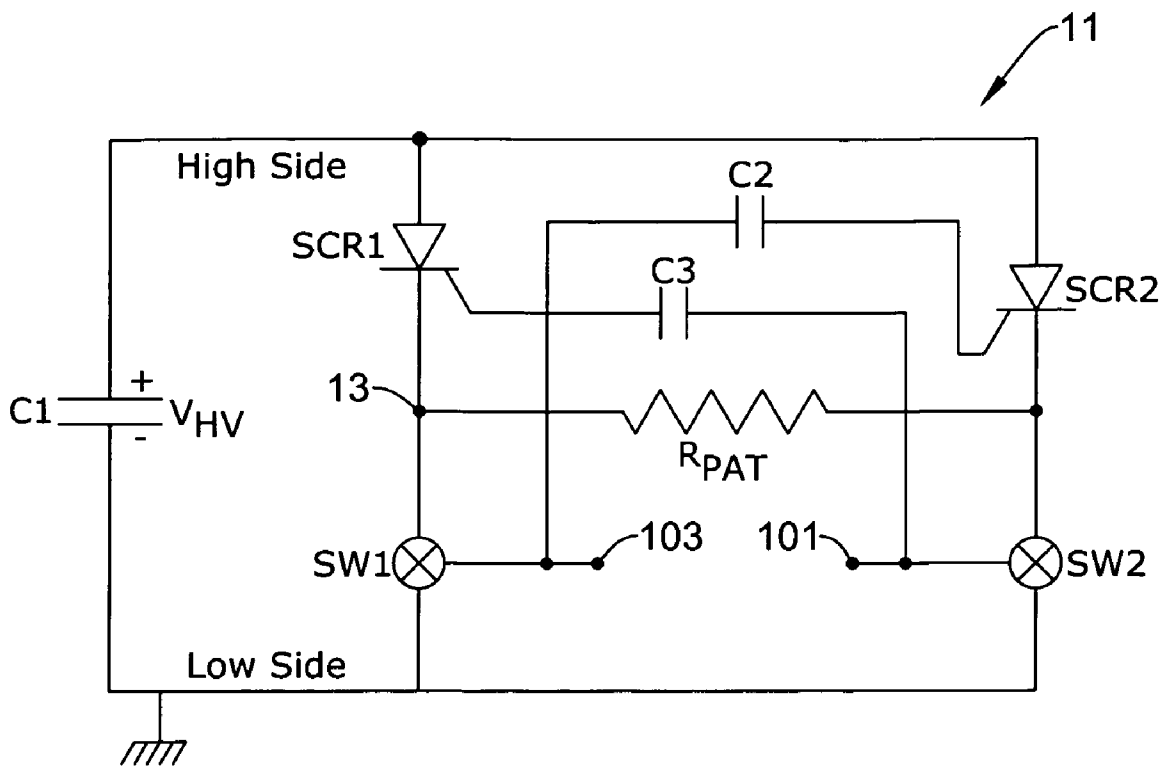 11
High Side
C2
SCR1
C3
SCR2
13
+
C1
V_HV
-
R_PAT
103
101
SW1
SW2
Low Side